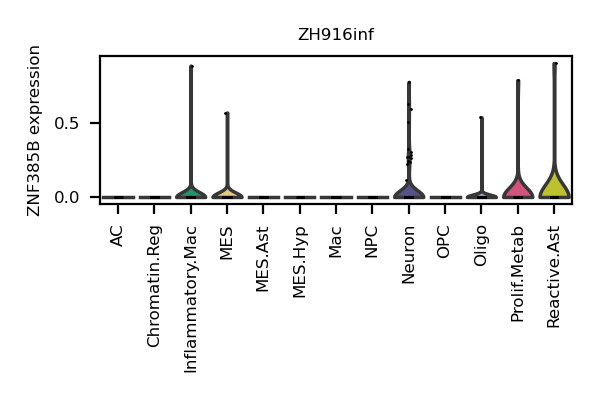 ZH916inf
ZNF385B expression
0.5
0.0
AC
Chromatin.Reg
Inflammatory.Mac
MES
MES.Ast
MES.Hyp
Mac
NPC
Neuron
OPC
Oligo
Prolif.Metab
Reactive.Ast